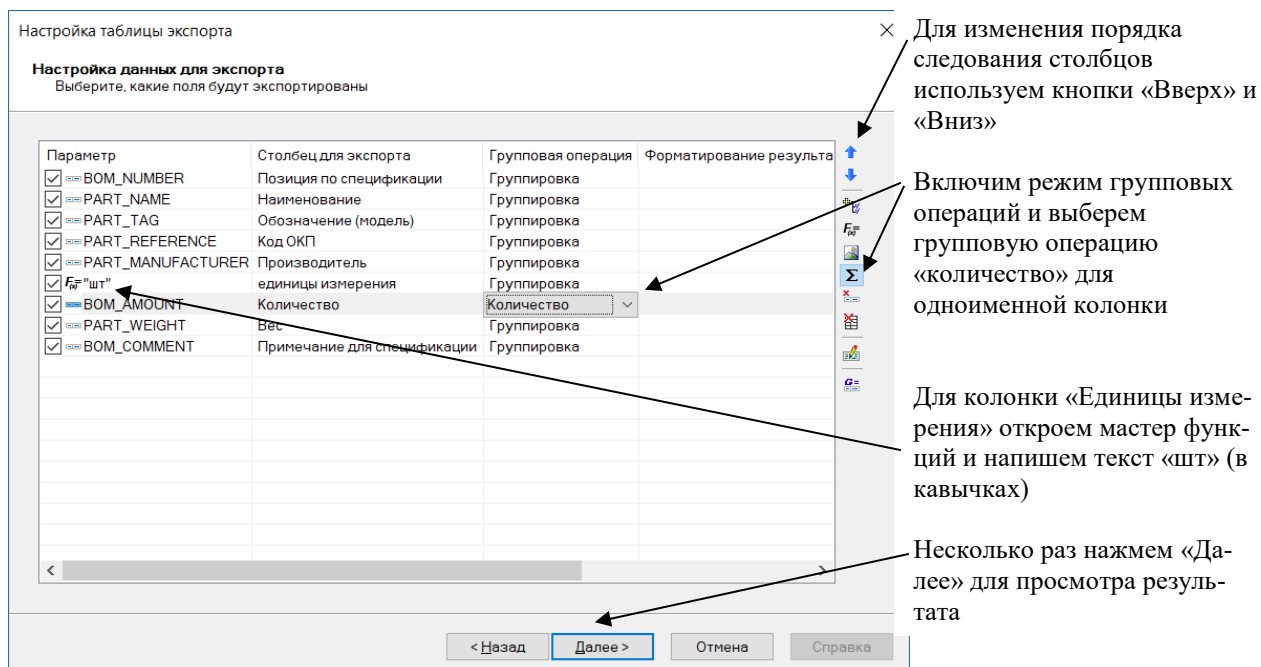 Настройка таблицы экспорта
Настройка данных для экспорта
Выберите, какие поля будут экспортированы
Параметр Столбец для экспорта Групповая операция Форматирование результа
BOM_NUMBER Позиция по спецификации Группировка
PART_NAME Наименование Группировка
PART_TAG Обозначение (модель) Группировка
PART_REFERENCE Код ОКП Группировка
PART_MANUFACTURER Производитель Группировка
F(x)= "шт" единицы измерения Группировка
BOM_AMOUNT Количество Количество
PART_WEIGHT Вес Группировка
BOM_COMMENT Примечание для спецификации Группировка
F(x)=
Σ
G=
< Назад Далее > Отмена Справка
Для изменения порядка
следования столбцов
используем кнопки «Вверх» и
«Вниз»
Включим режим групповых
операций и выберем
групповую операцию
«количество» для
одноименной колонки
Для колонки «Единицы изме-
рения» откроем мастер функ-
ций и напишем текст «шт» (в
кавычках)
Несколько раз нажмем «Да-
лее» для просмотра резуль-
тата